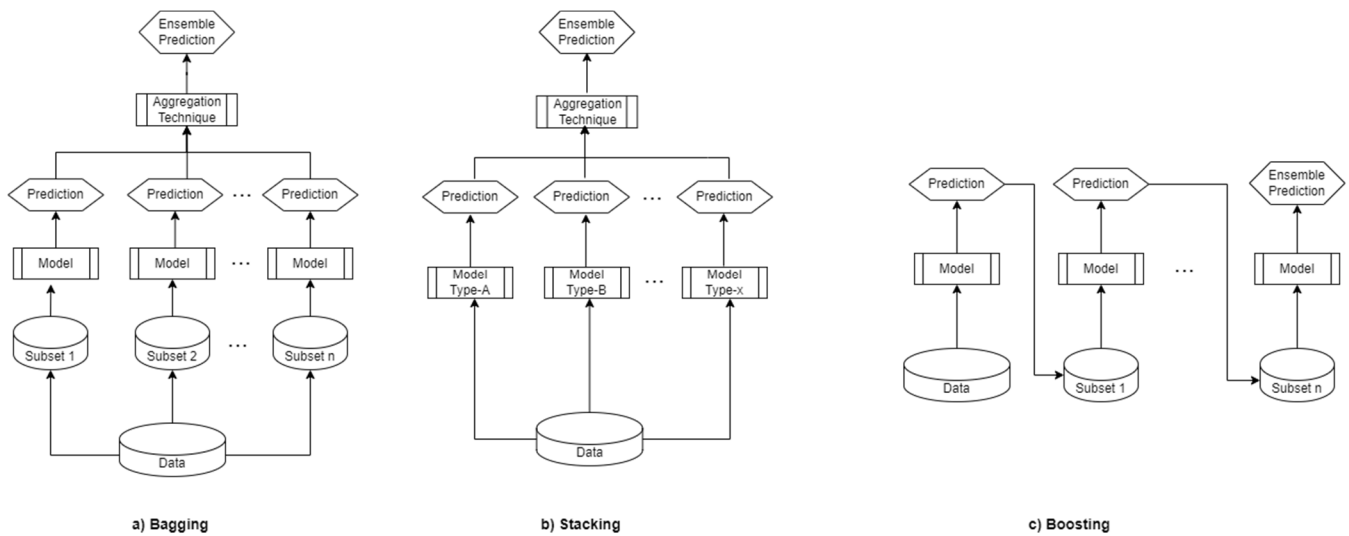 Ensemble
Prediction
Aggregation
Technique
Prediction
Prediction
...
Prediction
Model
Model
...
Model
Subset 1
Subset 2
...
Subset n
Data
a) Bagging
Ensemble
Prediction
Aggregation
Technique
Prediction
Prediction
...
Prediction
Model
Type-A
Model
Type-B
...
Model
Type-x
Data
b) Stacking
Prediction
Prediction
Ensemble
Prediction
Model
Model
...
Model
Data
Subset 1
Subset n
c) Boosting